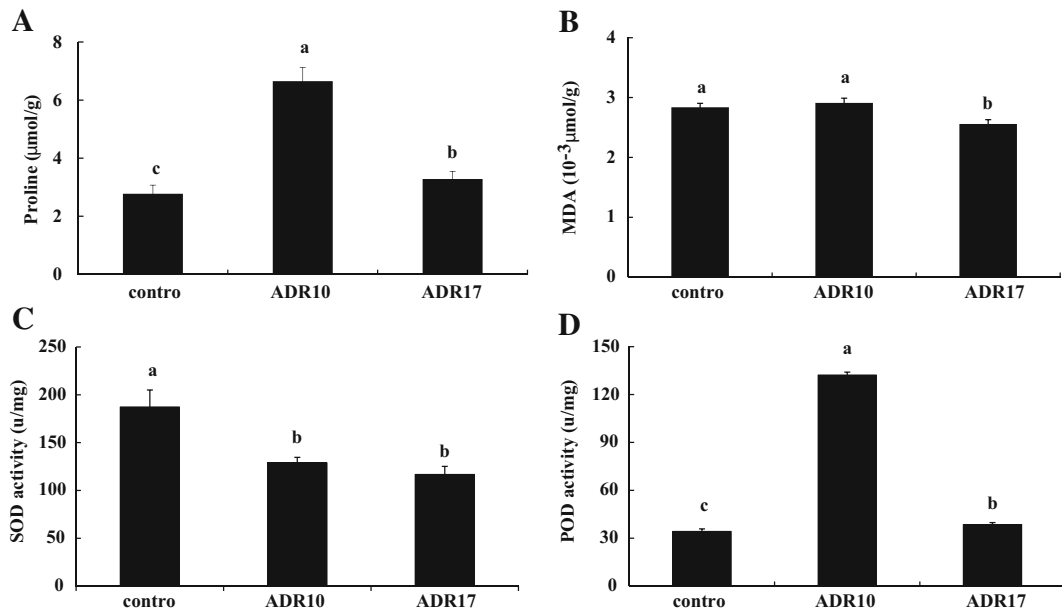 A
Proline (μmol/g)
8
6
4
2
0
c
a
b
contro
ADR10
ADR17
B
MDA (10⁻³μmol/g)
4
3
2
1
0
a
a
b
contro
ADR10
ADR17
C
SOD activity (u/mg)
250
200
150
100
50
0
a
b
b
contro
ADR10
ADR17
D
POD activity (u/mg)
150
120
90
60
30
0
c
a
b
contro
ADR10
ADR17